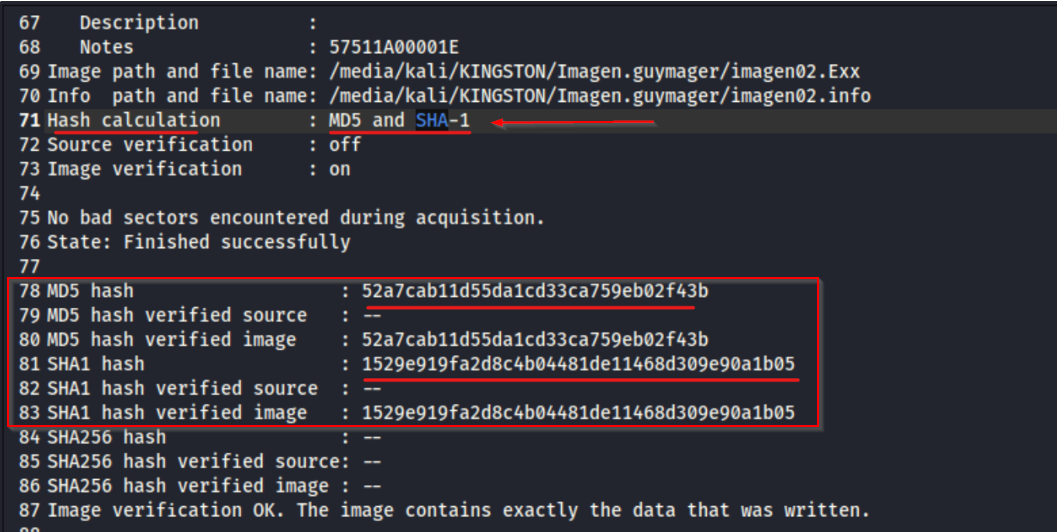 67 Description :
68 Notes : 57511A00001E
69 Image path and file name: /media/kali/KINGSTON/Imagen.guymager/imagen02.Exx
70 Info path and file name: /media/kali/KINGSTON/Imagen.guymager/imagen02.info
71 Hash calculation : MD5 and SHA-1
72 Source verification : off
73 Image verification : on
74
75 No bad sectors encountered during acquisition.
76 State: Finished successfully
77
78 MD5 hash : 52a7cab11d55da1cd33ca759eb02f43b
79 MD5 hash verified source : --
80 MD5 hash verified image : 52a7cab11d55da1cd33ca759eb02f43b
81 SHA1 hash : 1529e919fa2d8c4b04481de11468d309e90a1b05
82 SHA1 hash verified source : --
83 SHA1 hash verified image : 1529e919fa2d8c4b04481de11468d309e90a1b05
84 SHA256 hash : --
85 SHA256 hash verified source: --
86 SHA256 hash verified image : --
87 Image verification OK. The image contains exactly the data that was written.